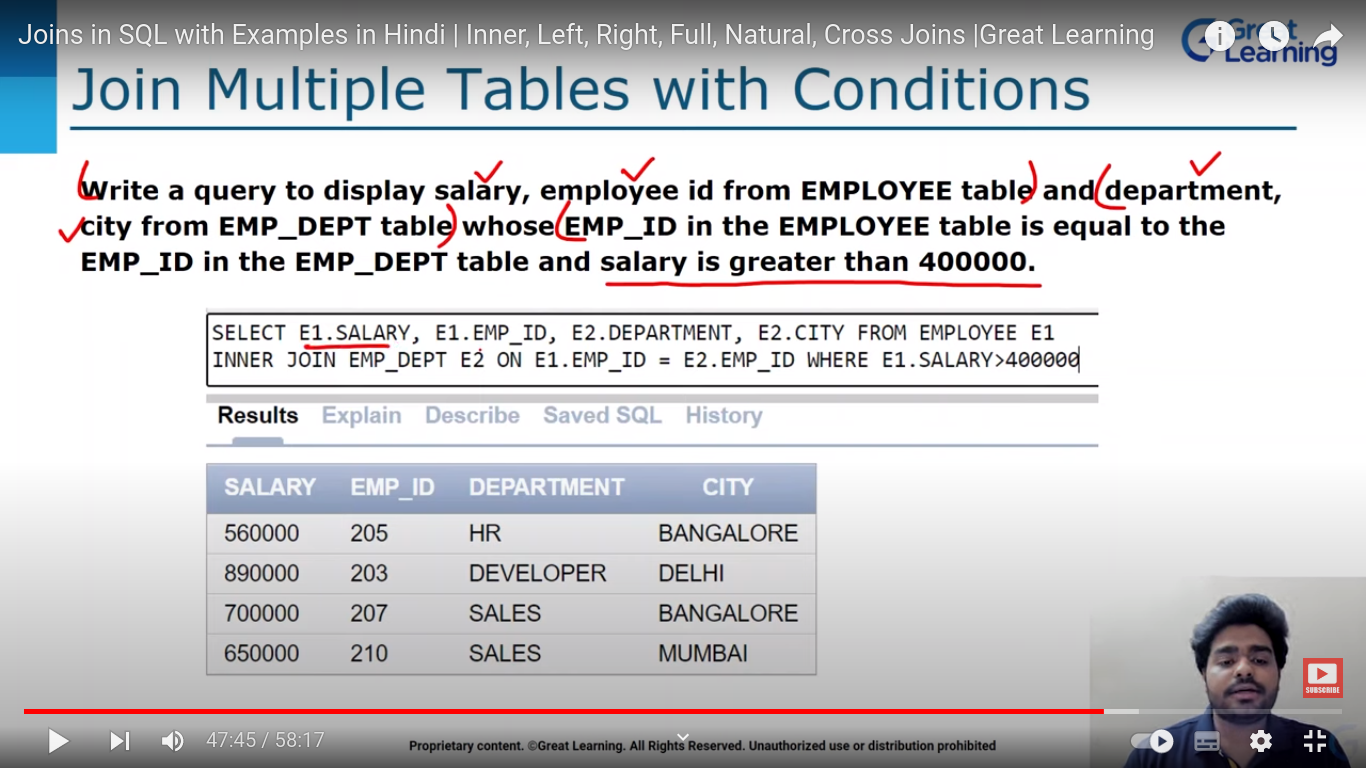 Joins in SQL with Examples in Hindi | Inner, Left, Right, Full, Natural, Cross Joins |Great Learning
Great
Learning
Join Multiple Tables with Conditions
Write a query to display salary, employee id from EMPLOYEE table and department,
city from EMP_DEPT table whose EMP_ID in the EMPLOYEE table is equal to the
EMP_ID in the EMP_DEPT table and salary is greater than 400000.
SELECT E1.SALARY, E1.EMP_ID, E2.DEPARTMENT, E2.CITY FROM EMPLOYEE E1
INNER JOIN EMP_DEPT E2 ON E1.EMP_ID = E2.EMP_ID WHERE E1.SALARY>400000
Results Explain Describe Saved SQL History
SALARY EMP_ID DEPARTMENT CITY
560000 205 HR BANGALORE
890000 203 DEVELOPER DELHI
700000 207 SALES BANGALORE
650000 210 SALES MUMBAI
SUBSCRIBE
47:45 / 58:17
Proprietary content. ©Great Learning. All Rights Reserved. Unauthorized use or distribution prohibited